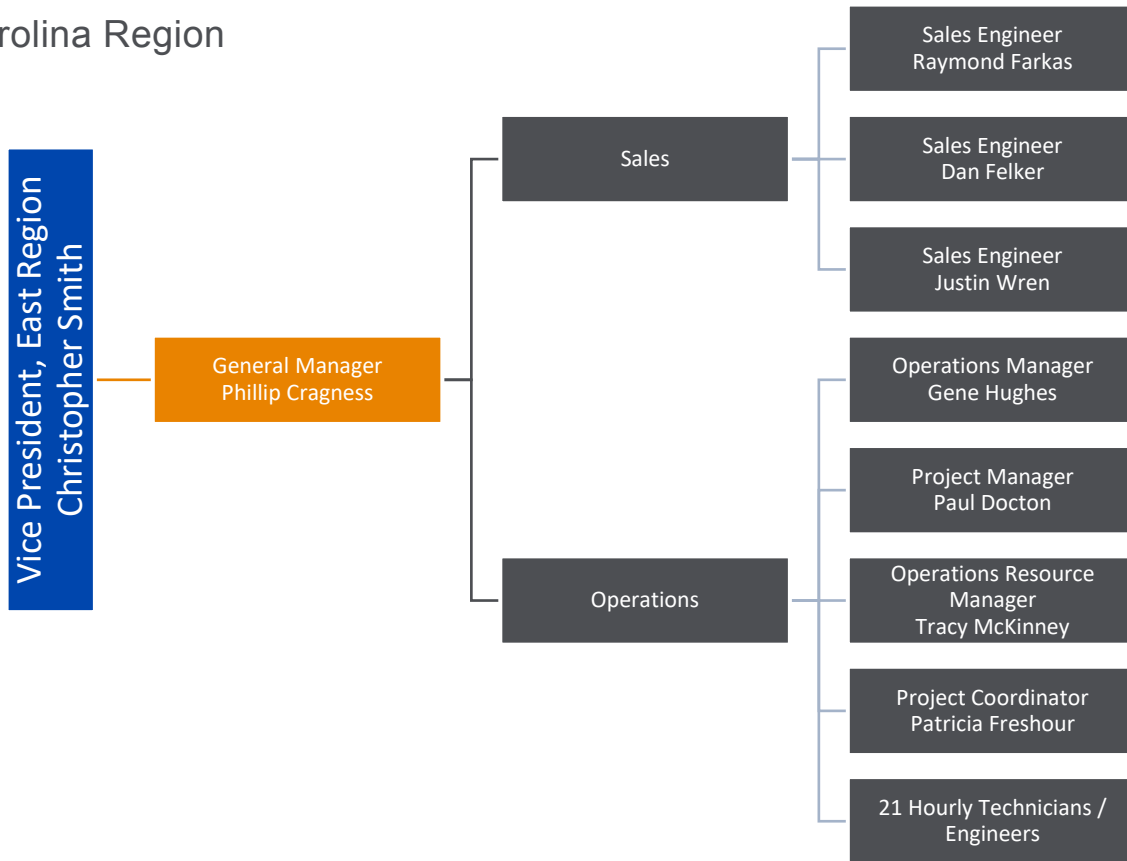 rolina Region
Vice President, East Region
Christopher Smith
General Manager
Phillip Cragness
Sales
Operations
Sales Engineer
Raymond Farkas
Sales Engineer
Dan Felker
Sales Engineer
Justin Wren
Operations Manager
Gene Hughes
Project Manager
Paul Docton
Operations Resource
Manager
Tracy McKinney
Project Coordinator
Patricia Freshour
21 Hourly Technicians /
Engineers